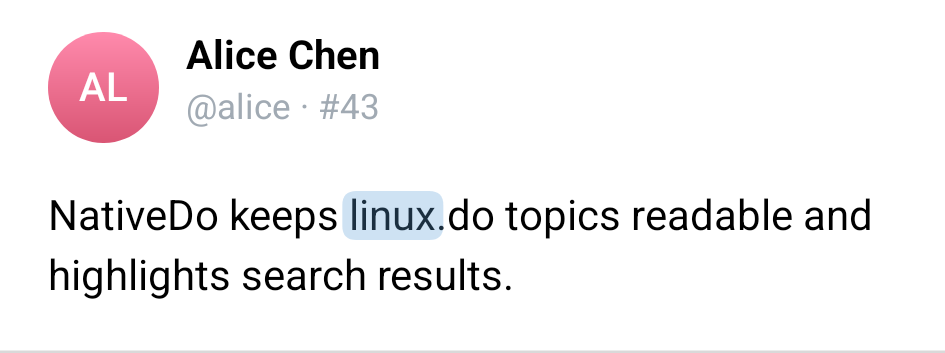 AL
Alice Chen
@alice · #43
NativeDo keeps linux.do topics readable and
highlights search results.